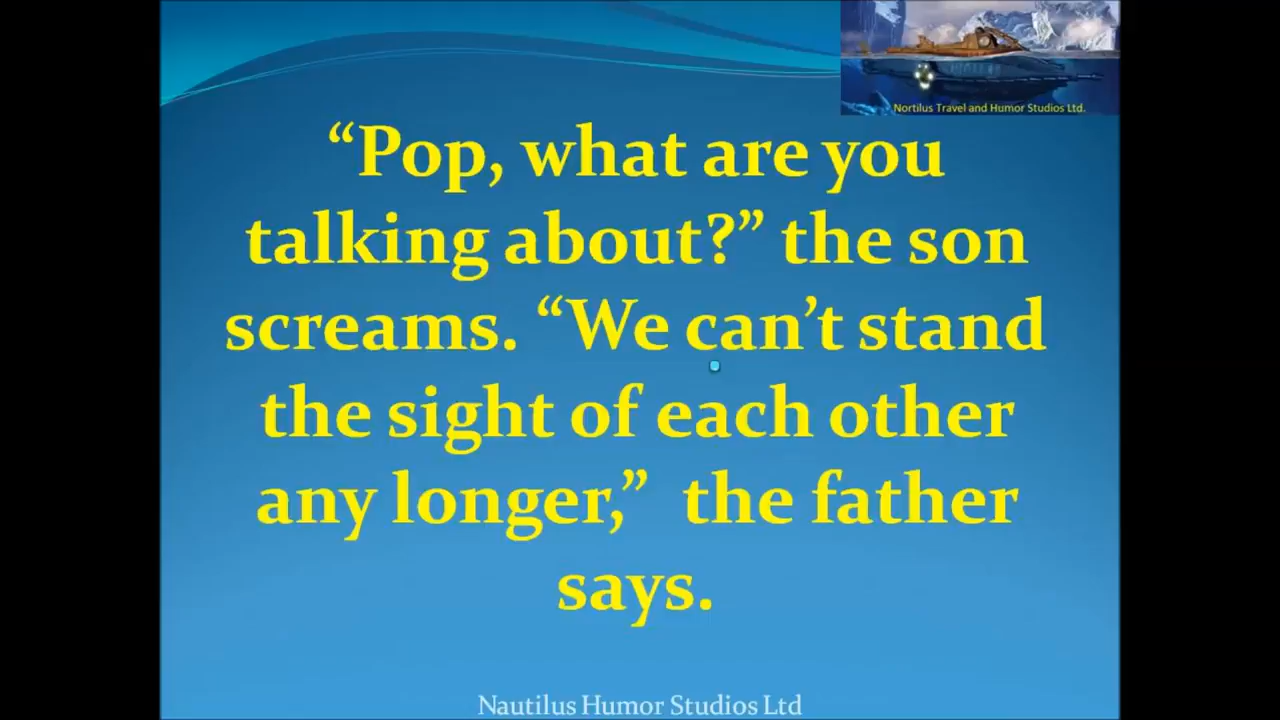 Nortilus Travel and Humor Studios Ltd.
“Pop, what are you
talking about?” the son
screams. “We can’t stand
the sight of each other
any longer,” the father
says.
Nautilus Humor Studios Ltd